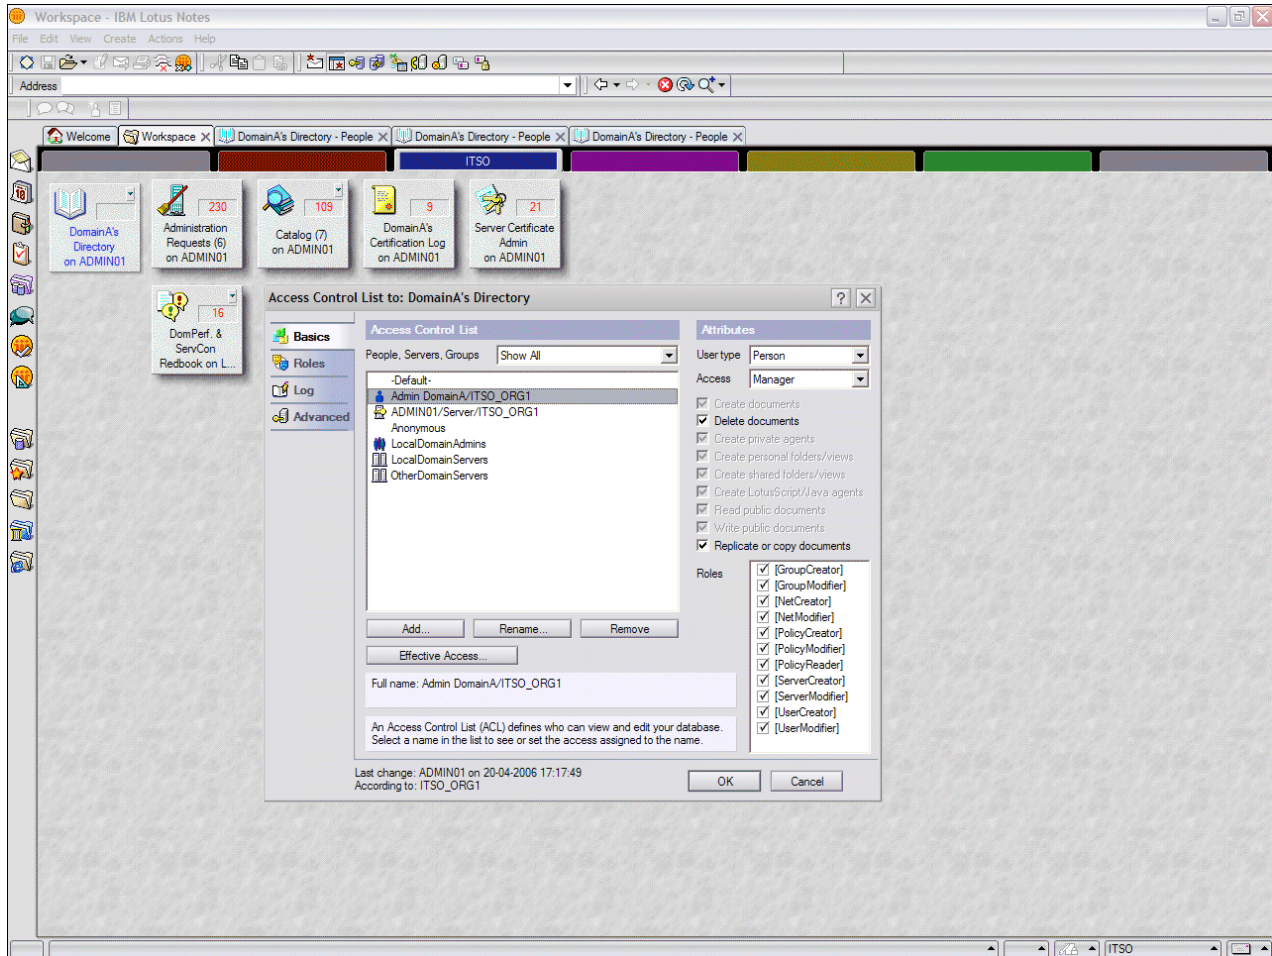 Workspace - IBM Lotus Notes
File Edit View Create Actions Help
Address
Welcome
Workspace
DomainA's Directory - People
DomainA's Directory - People
DomainA's Directory - People
ITSO
DomainA's
Directory
on ADMIN01
230
Administration
Requests (6)
on ADMIN01
109
Catalog (7)
on ADMIN01
9
DomainA's
Certification Log
on ADMIN01
21
Server Certificate
Admin
on ADMIN01
16
DomPerf. &
ServCon
Redbook on L...
Access Control List to: DomainA's Directory
Basics
Roles
Log
Advanced
Access Control List
People, Servers, Groups Show All
-Default-
Admin DomainA/ITSO_ORG1
ADMIN01/Server/ITSO_ORG1
Anonymous
LocalDomainAdmins
LocalDomainServers
OtherDomainServers
Add... Rename... Remove
Effective Access...
Full name: Admin DomainA/ITSO_ORG1
An Access Control List (ACL) defines who can view and edit your database.
Select a name in the list to see or set the access assigned to the name.
Attributes
User type Person
Access Manager
Create documents
Delete documents
Create private agents
Create personal folders/views
Create shared folders/views
Create LotusScript/Java agents
Read public documents
Write public documents
Replicate or copy documents
Roles
[GroupCreator]
[GroupModifier]
[NetCreator]
[NetModifier]
[PolicyCreator]
[PolicyModifier]
[PolicyReader]
[ServerCreator]
[ServerModifier]
[UserCreator]
[UserModifier]
Last change: ADMIN01 on 20-04-2006 17:17:49
According to: ITSO_ORG1
OK Cancel
ITSO